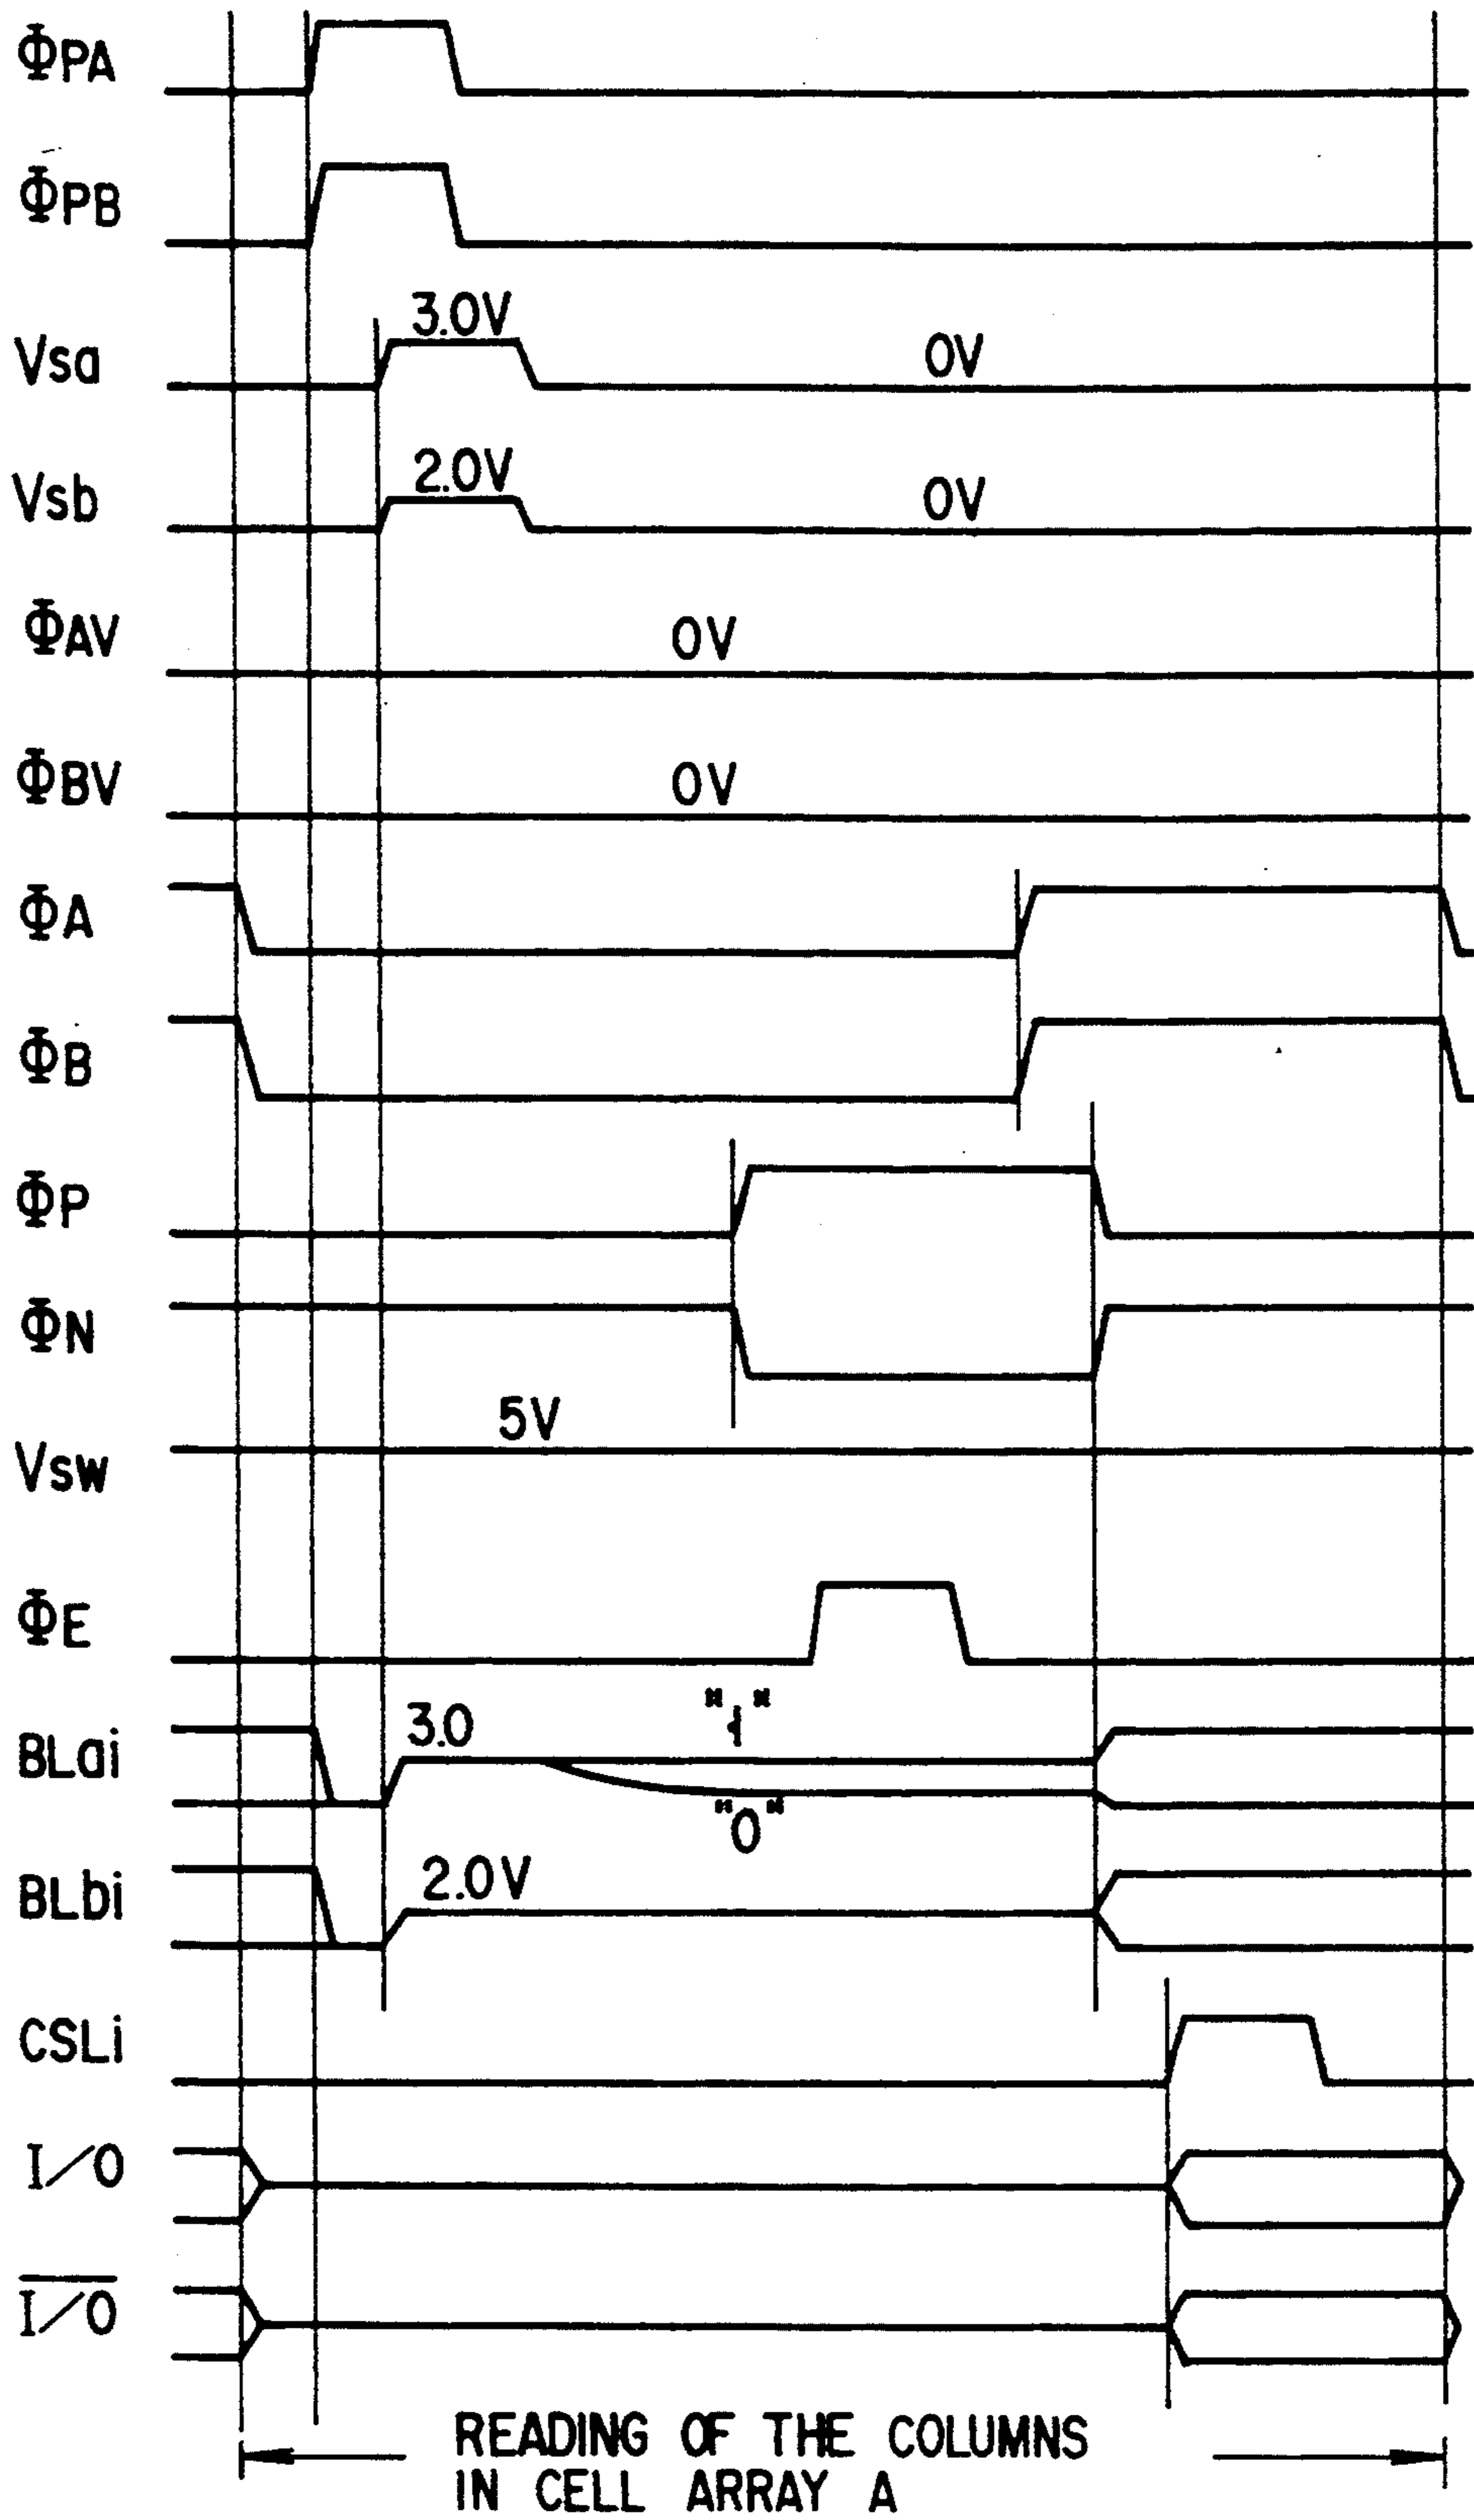 ΦPA
ΦPB
Vsa 3.0V 0V
Vsb 2.0V 0V
ΦAV 0V
ΦBV 0V
ΦA
ΦB
ΦP
ΦN
Vsw 5V
ΦE
BLai 3.0 "1" "0"
BLbi 2.0V
CSLi
I/O
I/O
READING OF THE COLUMNS
IN CELL ARRAY A